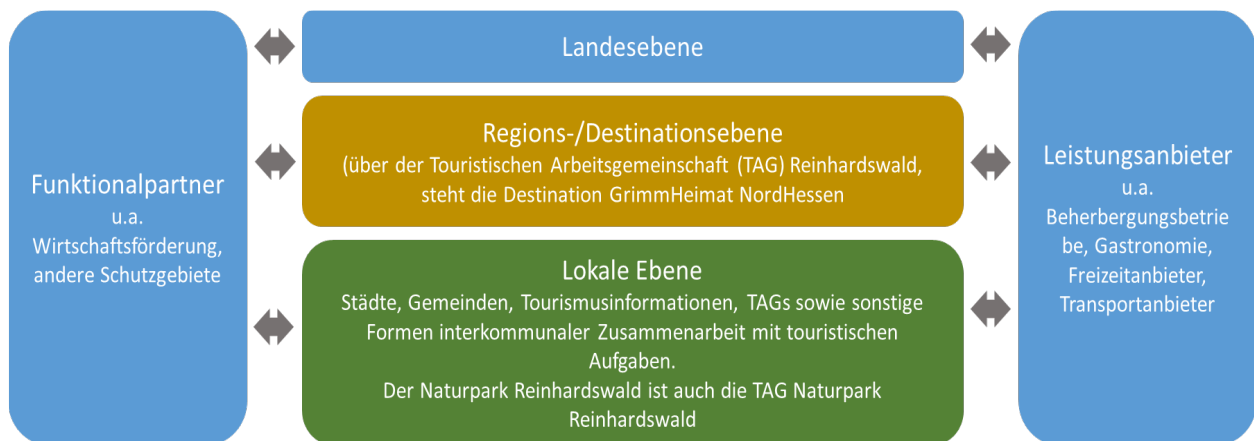 Funktionalpartner
u.a.
Wirtschaftsförderung,
andere Schutzgebiete
Landesebene
Regions-/Destinationsebene
(über der Touristischen Arbeitsgemeinschaft (TAG) Reinhardswald,
steht die Destination GrimmHeimat NordHessen
Lokale Ebene
Städte, Gemeinden, Tourismusinformationen, TAGs sowie sonstige
Formen interkommunaler Zusammenarbeit mit touristischen
Aufgaben.
Der Naturpark Reinhardswald ist auch die TAG Naturpark
Reinhardswald
Leistungsanbieter
u.a.
Beherbergungsbetrie
be, Gastronomie,
Freizeitanbieter,
Transportanbieter